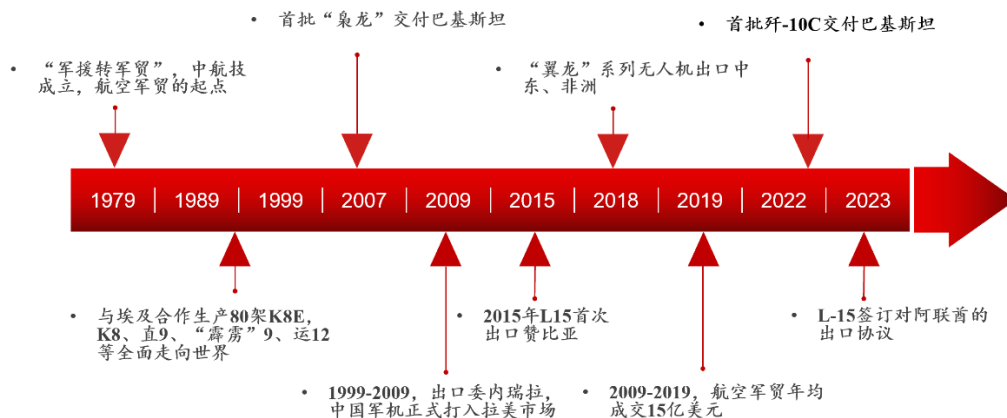 • 首批“枭龙”交付巴基斯坦
• 首批歼-10C交付巴基斯坦
• “军援转军贸”，中航技
成立，航空军贸的起点
• “翼龙”系列无人机出口中
东、非洲
1979 | 1989 | 1999 | 2007 | 2009 | 2015 | 2018 | 2019 | 2022 | 2023
• 与埃及合作生产80架K8E，
K8、直9、“霹雳”9、运12
等全面走向世界
• 2015年L15首次
出口赞比亚
• L-15签订对阿联酋的
出口协议
• 1999-2009，出口委内瑞拉，
中国军机正式打入拉美市场
• 2009-2019，航空军贸年均
成交15亿美元